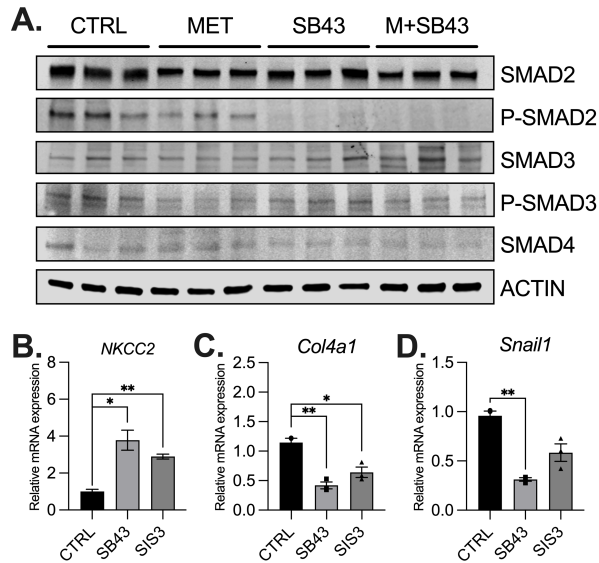 A.
CTRL MET SB43 M+SB43
SMAD2
P-SMAD2
SMAD3
P-SMAD3
SMAD4
ACTIN
B.
NKCC2
Relative mRNA expression
8
6
4
2
0
*
**
CTRL
SB43
SIS3
C.
Col4a1
Relative mRNA expression
2.5
2.0
1.5
1.0
0.5
0.0
**
*
CTRL
SB43
SIS3
D.
Snail1
Relative mRNA expression
1.5
1.0
0.5
0.0
**
CTRL
SB43
SIS3